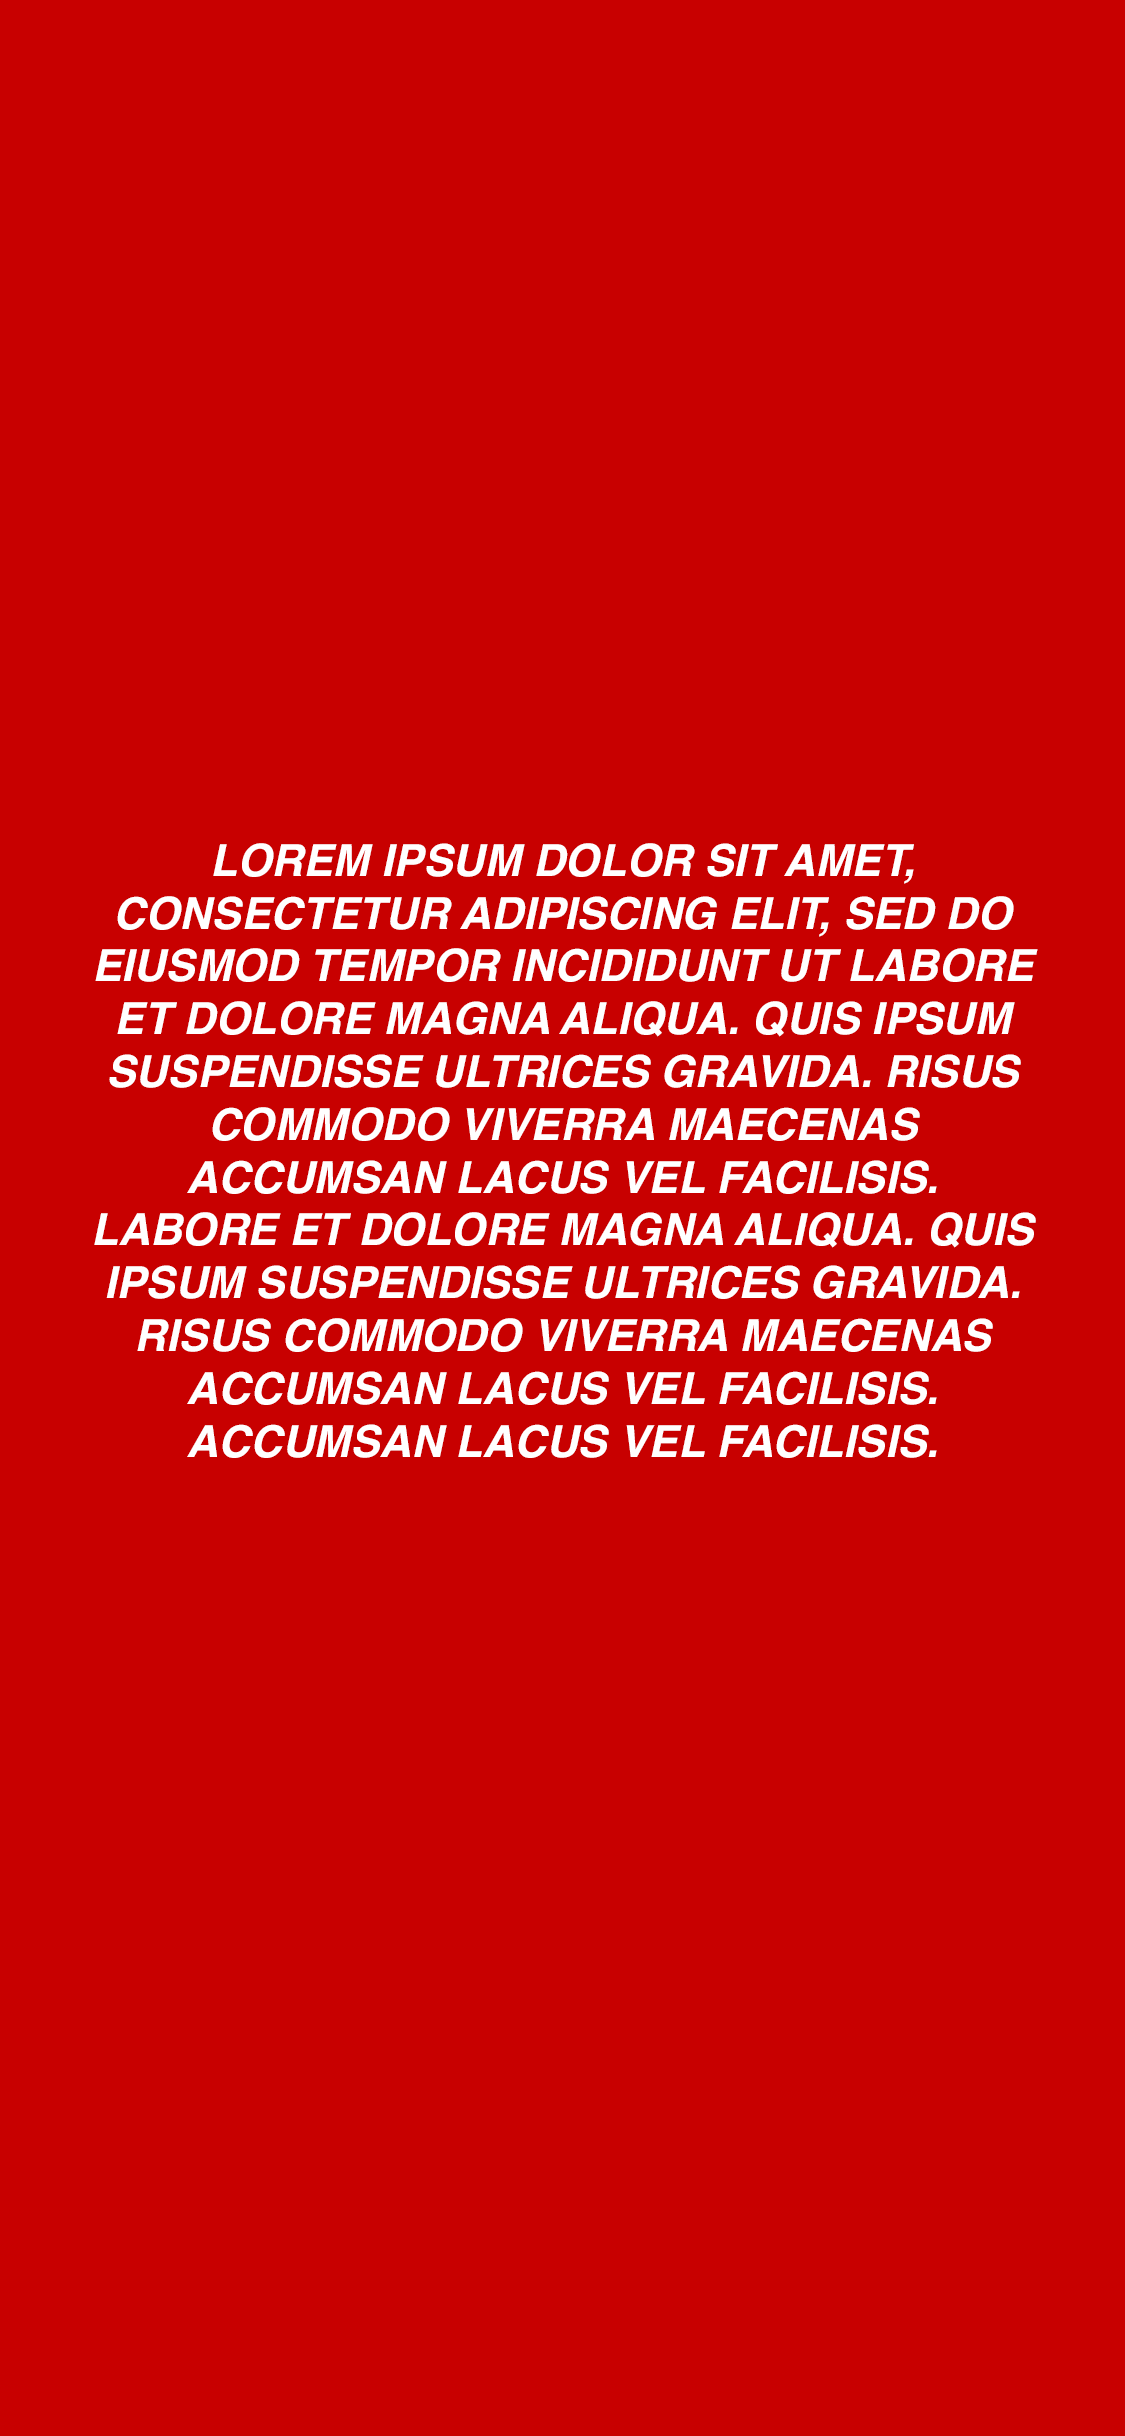 LOREM IPSUM DOLOR SIT AMET,
CONSECTETUR ADIPISCING ELIT, SED DO
EIUSMOD TEMPOR INCIDIDUNT UT LABORE
ET DOLORE MAGNA ALIQUA. QUIS IPSUM
SUSPENDISSE ULTRICES GRAVIDA. RISUS
COMMODO VIVERRA MAECENAS
ACCUMSAN LACUS VEL FACILISIS.
LABORE ET DOLORE MAGNA ALIQUA. QUIS
IPSUM SUSPENDISSE ULTRICES GRAVIDA.
RISUS COMMODO VIVERRA MAECENAS
ACCUMSAN LACUS VEL FACILISIS.
ACCUMSAN LACUS VEL FACILISIS.